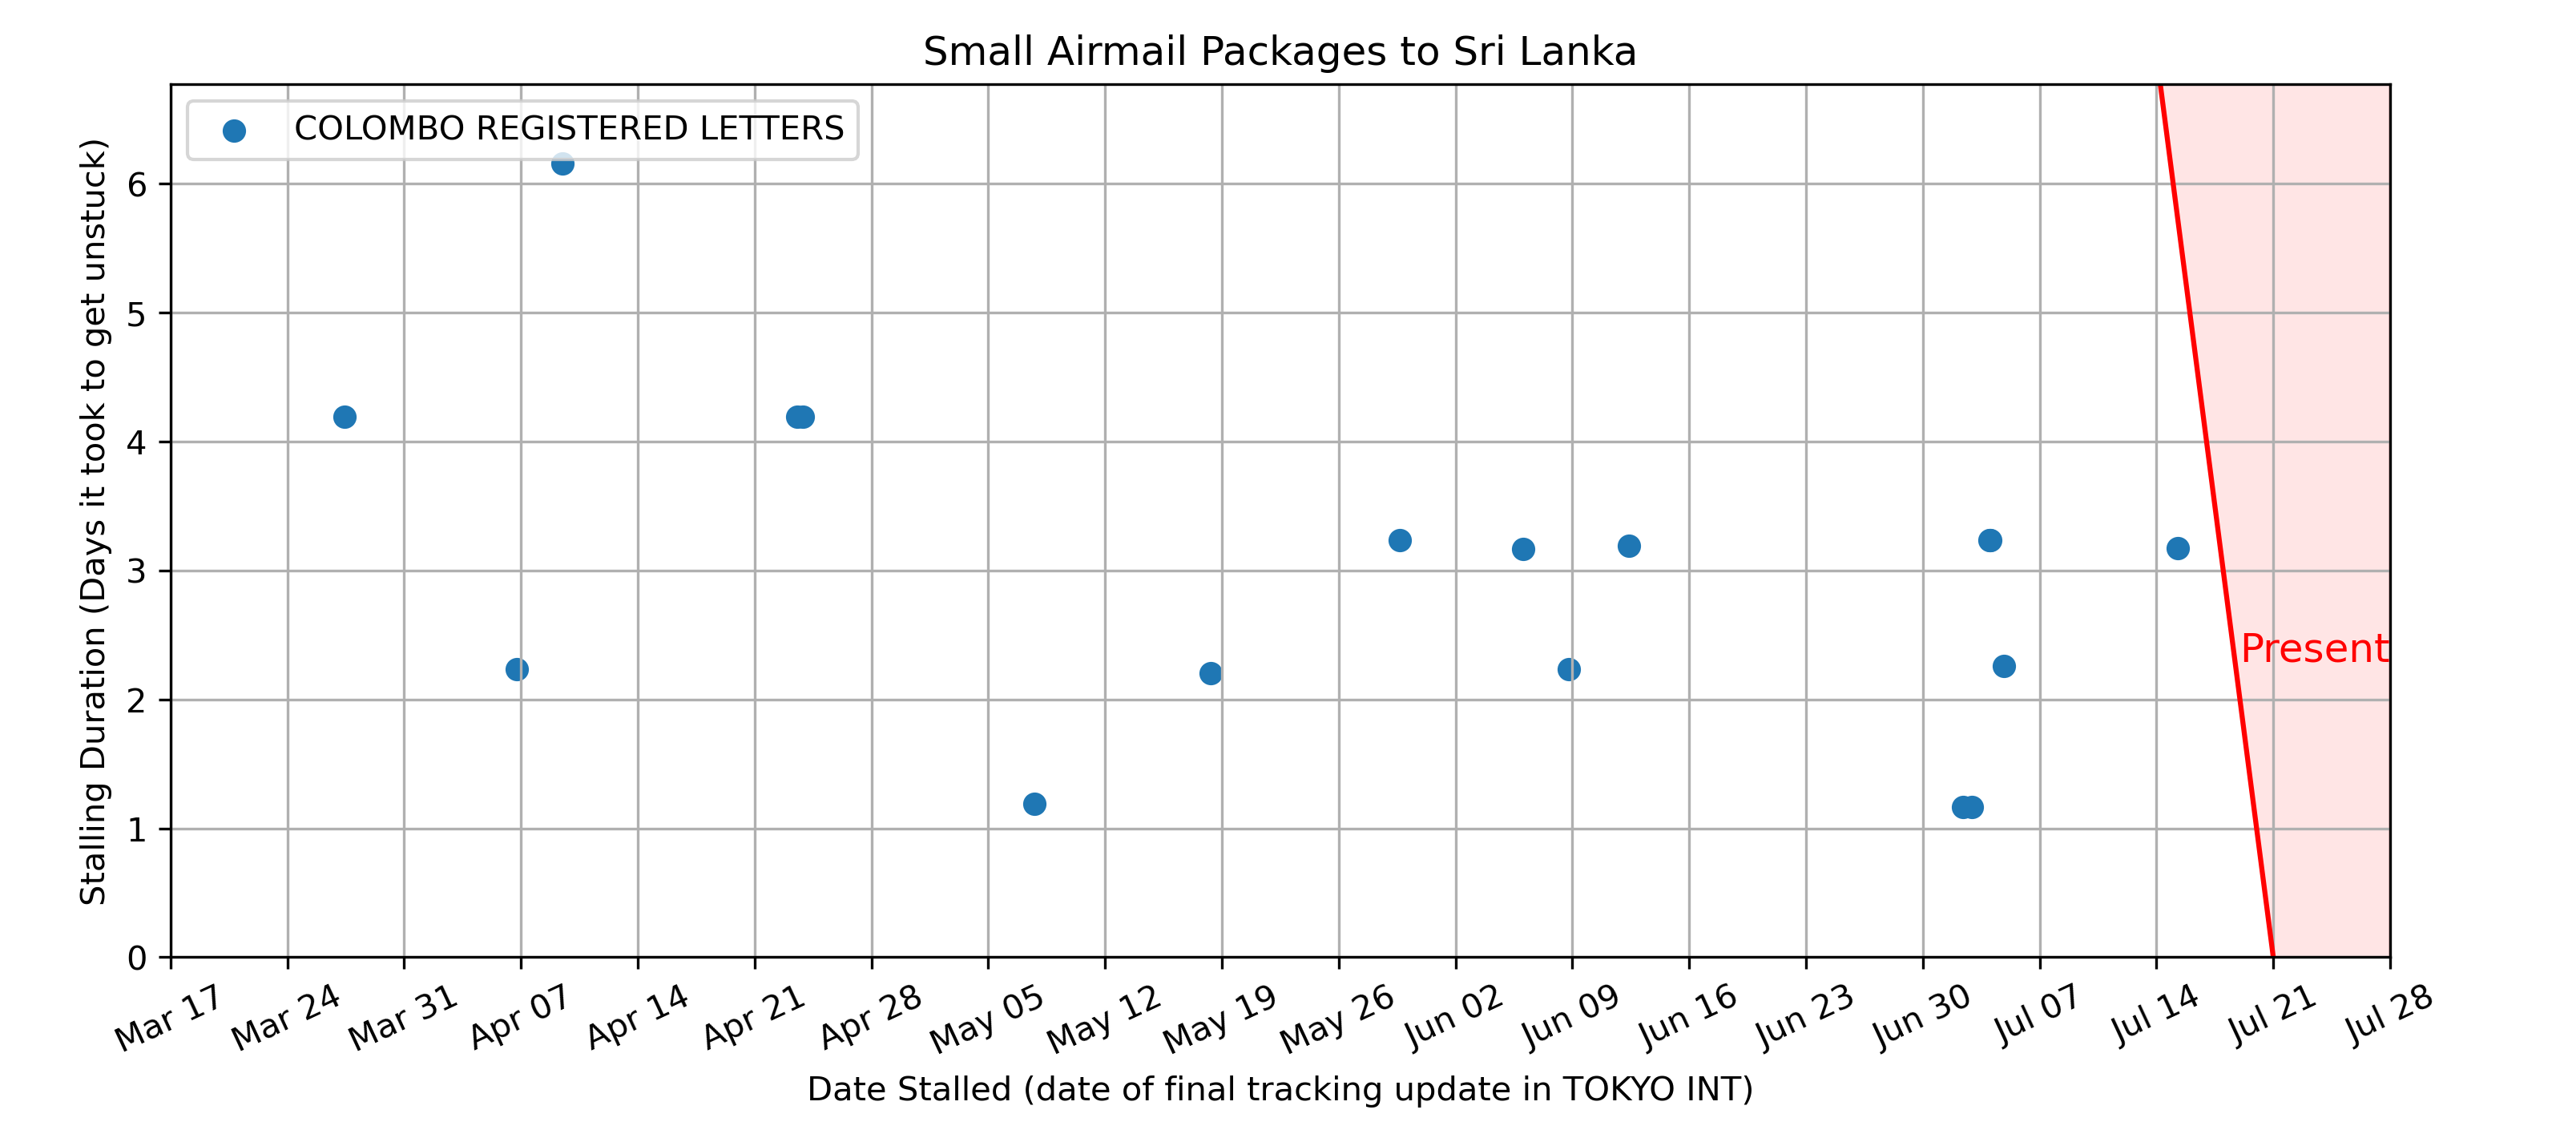 Small Airmail Packages to Sri Lanka
COLOMBO REGISTERED LETTERS
Stalling Duration (Days it took to get unstuck)
6
5
4
3
2
1
0
Present
Mar 17
Mar 24
Mar 31
Apr 07
Apr 14
Apr 21
Apr 28
May 05
May 12
May 19
May 26
Jun 02
Jun 09
Jun 16
Jun 23
Jun 30
Jul 07
Jul 14
Jul 21
Jul 28
Date Stalled (date of final tracking update in TOKYO INT)